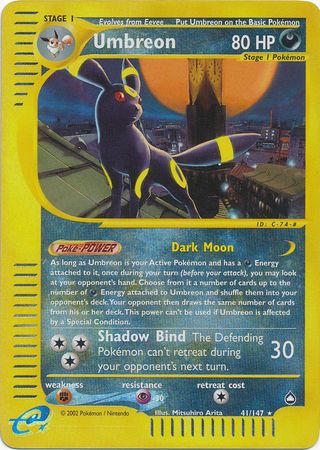 STAGE 1
Evolves from Eevee Put Umbreon on the Basic Pokémon
Umbreon 80 HP
Stage 1 Pokémon
ID: C-74-#
POKé-POWER Dark Moon
As long as Umbreon is your Active Pokémon and has a Energy
attached to it, once during your turn (before your attack), you may look
at your opponent's hand. Choose from it a number of cards up to the
number of Energy attached to Umbreon and shuffle them into your
opponent's deck. Your opponent then draws the same number of cards
from his or her deck. This power can't be used if Umbreon is affected
by a Special Condition.
Shadow Bind The Defending
Pokémon can't retreat during
your opponent's next turn.
30
weakness resistance retreat cost
-30
e
© 2002 Pokémon / Nintendo Illus. Mitsuhiro Arita 41/147 ★